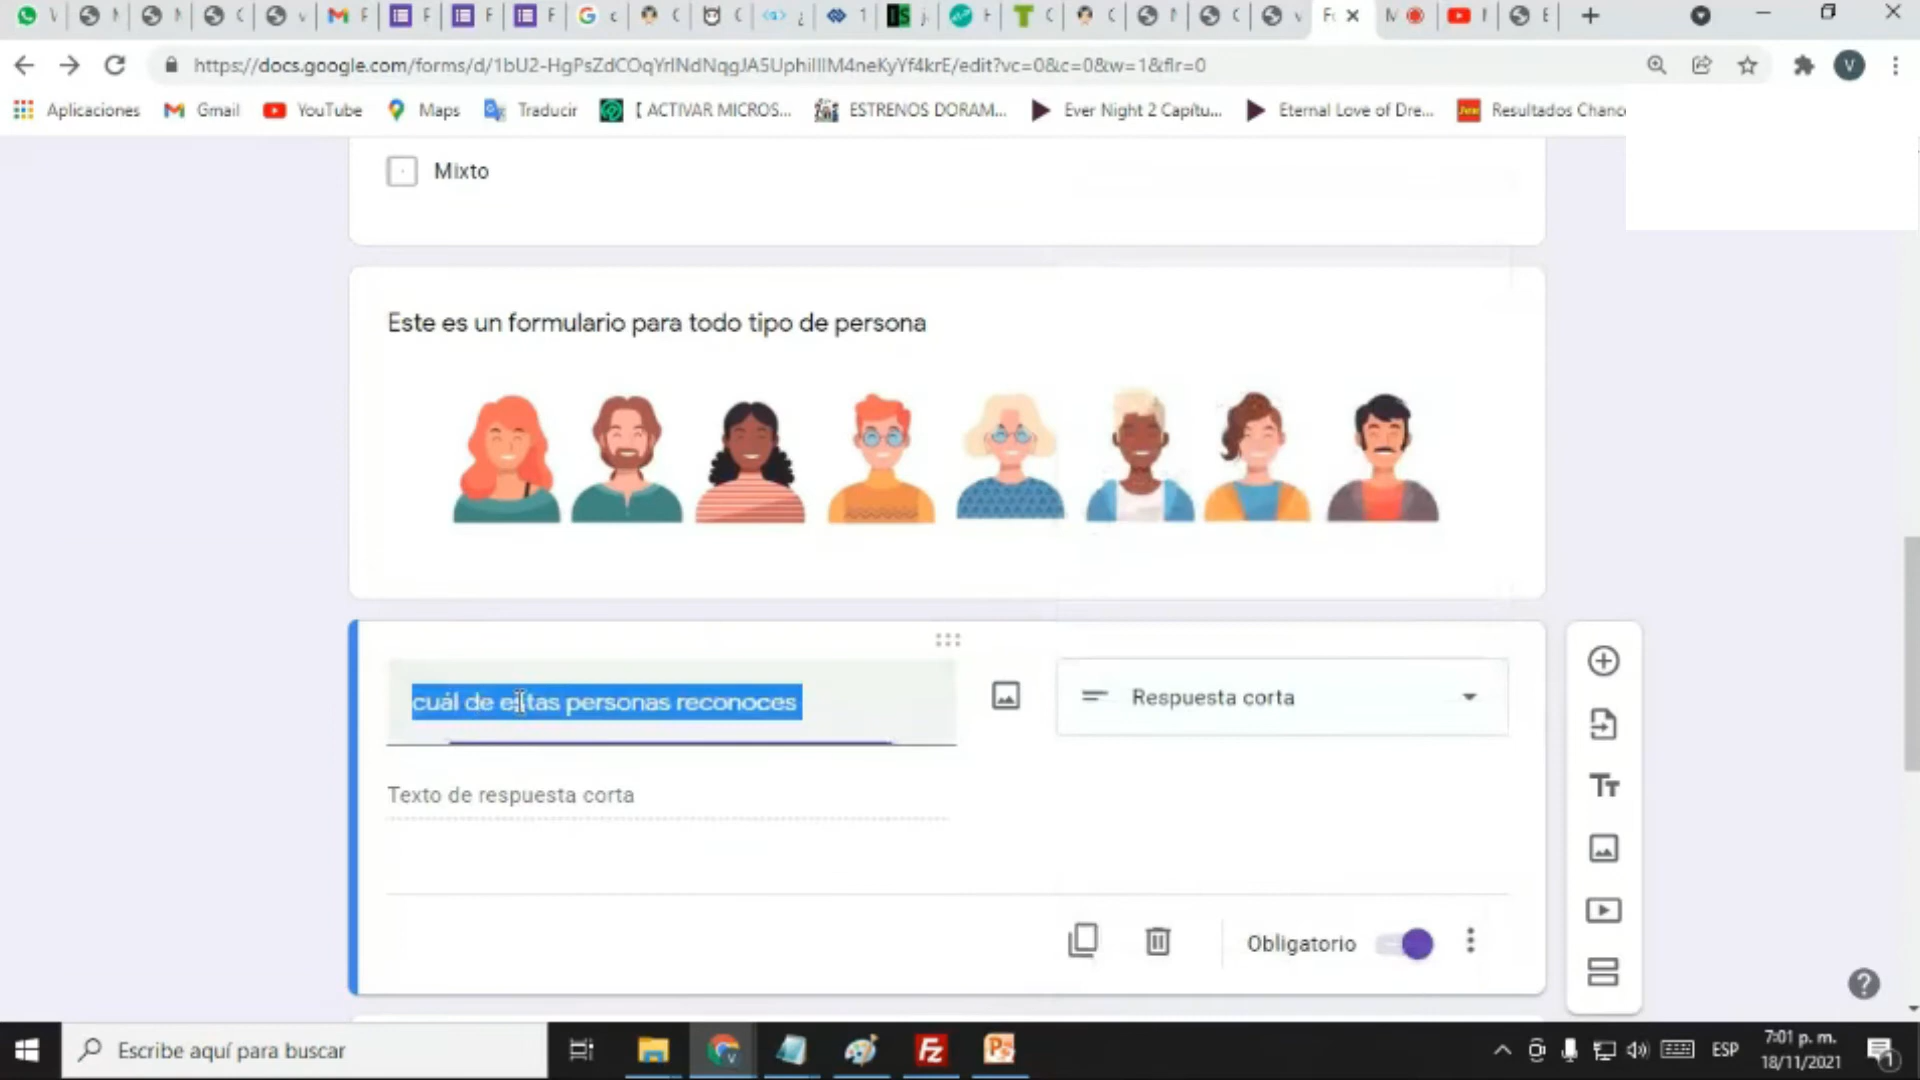 https://docs.google.com/forms/d/1bU2-HgPsZdCOqYrlNdNqgJA5UphiIIlM4neKyYf4krE/edit?vc=0&c=0&w=1&flr=0
V
Aplicaciones
Gmail
YouTube
Maps
Traducir
[ ACTIVAR MICROS...
ESTRENOS DORAM...
Ever Night 2 Capítu...
Eternal Love of Dre...
Resultados Chanc
Mixto
Este es un formulario para todo tipo de persona
cuál de estas personas reconoces
Respuesta corta
Texto de respuesta corta
Obligatorio
Escribe aquí para buscar
ESP
7:01 p. m.
18/11/2021
1